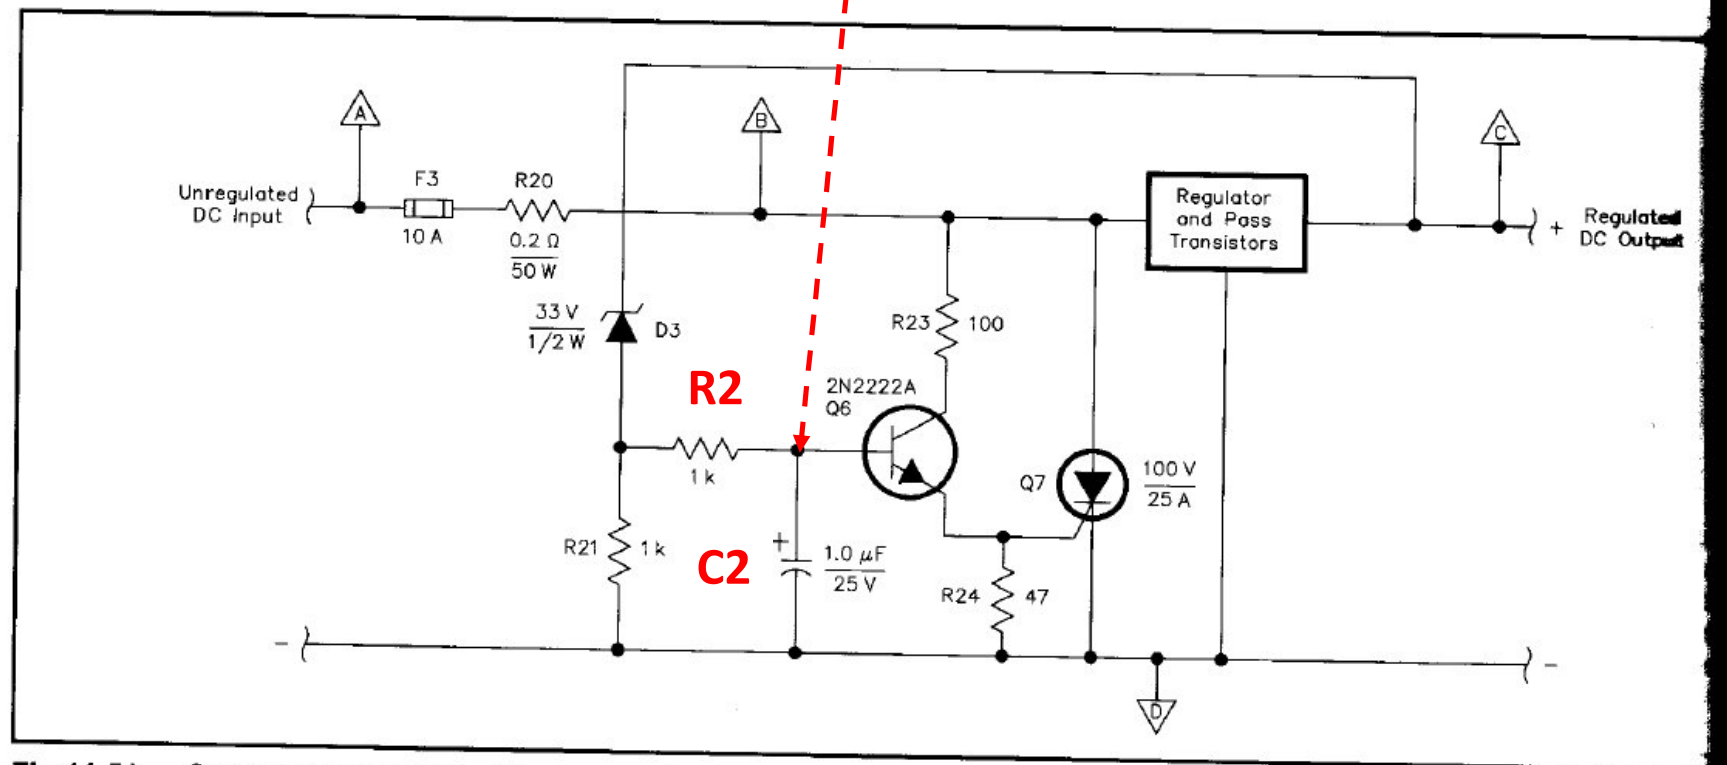 A
B
C
Unregulated
DC Input
F3
10 A
R20
0.2 Ω
50 W
Regulator
and Pass
Transistors
+ Regulated
DC Output
33 V
1/2 W
D3
R23
100
R2
1 k
2N2222A
Q6
Q7
100 V
25 A
R21
1 k
C2
+
1.0 µF
25 V
R24
47
-
-
D